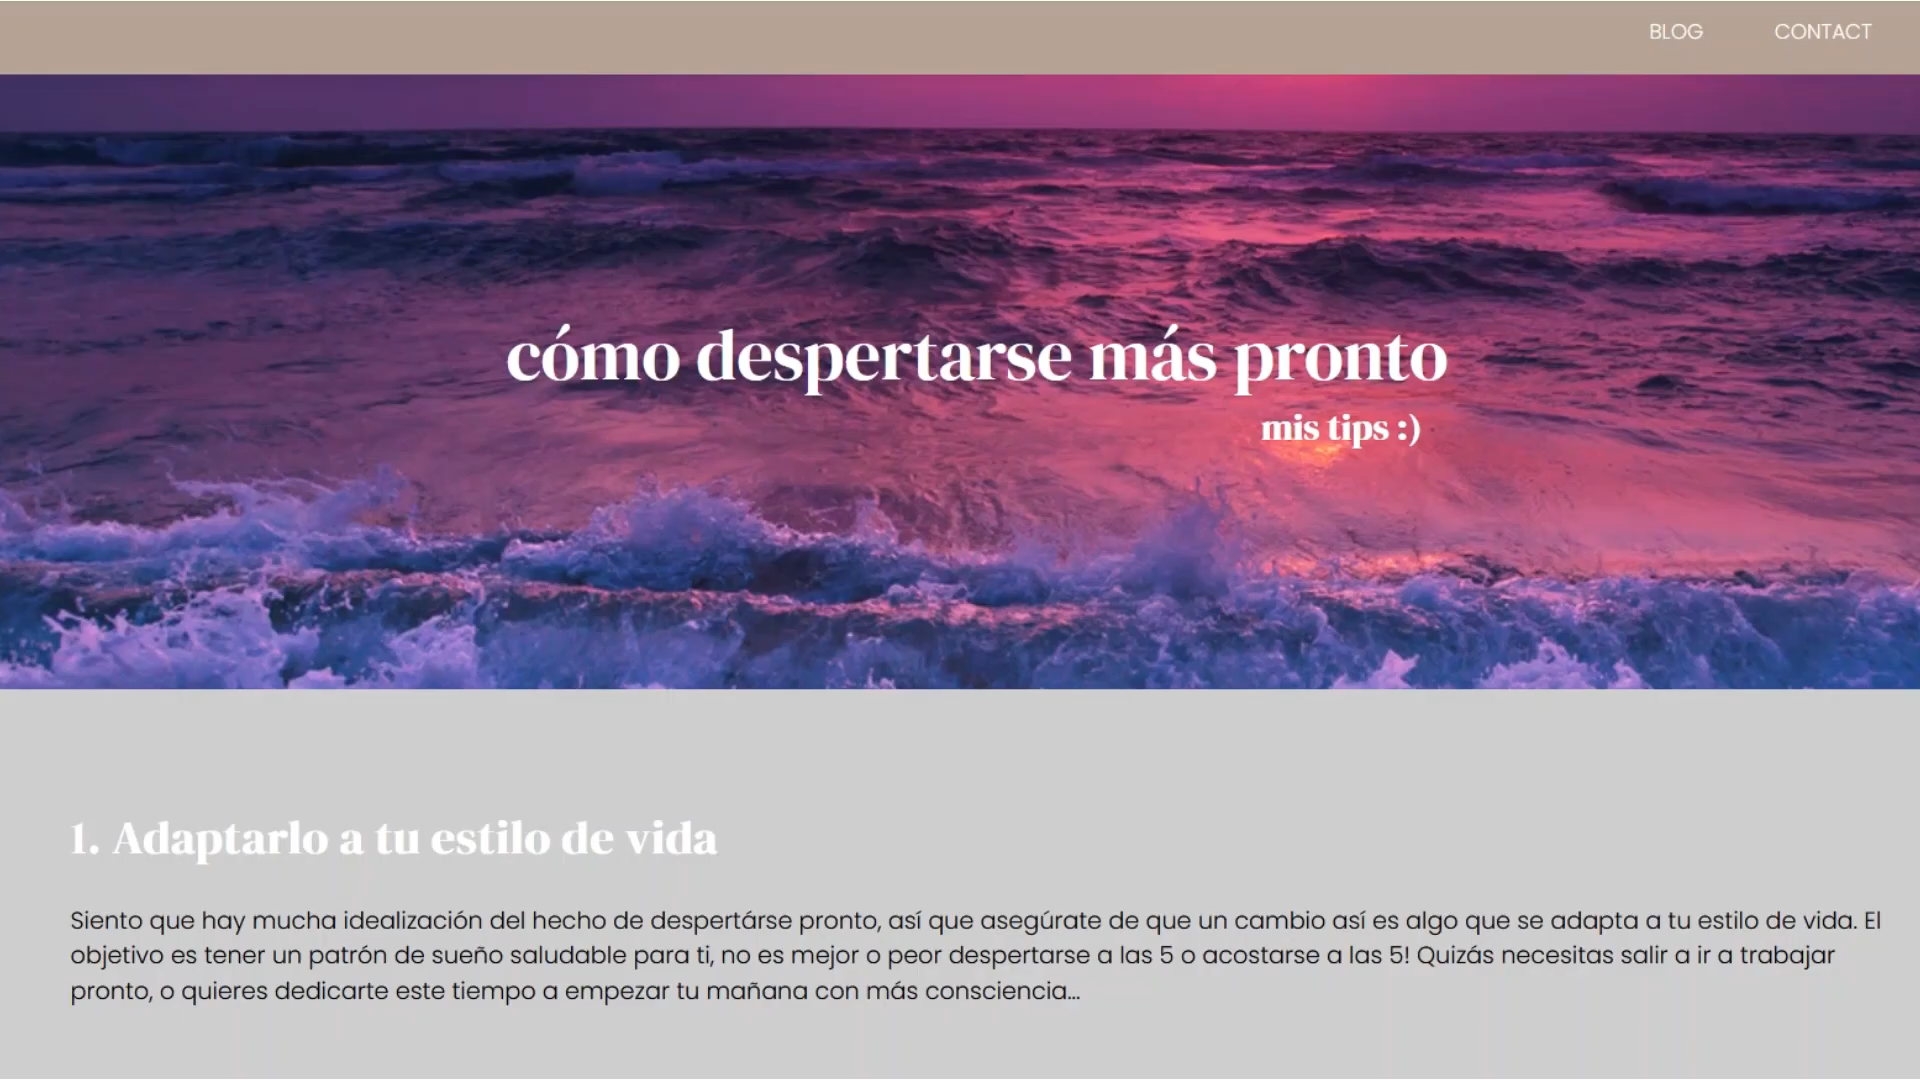 BLOG CONTACT
cómo despertarse más pronto
mis tips :)
1. Adaptarlo a tu estilo de vida
Siento que hay mucha idealización del hecho de despertárse pronto, así que asegúrate de que un cambio así es algo que se adapta a tu estilo de vida. El
objetivo es tener un patrón de sueño saludable para ti, no es mejor o peor despertarse a las 5 o acostarse a las 5! Quizás necesitas salir a ir a trabajar
pronto, o quieres dedicarte este tiempo a empezar tu mañana con más consciencia...